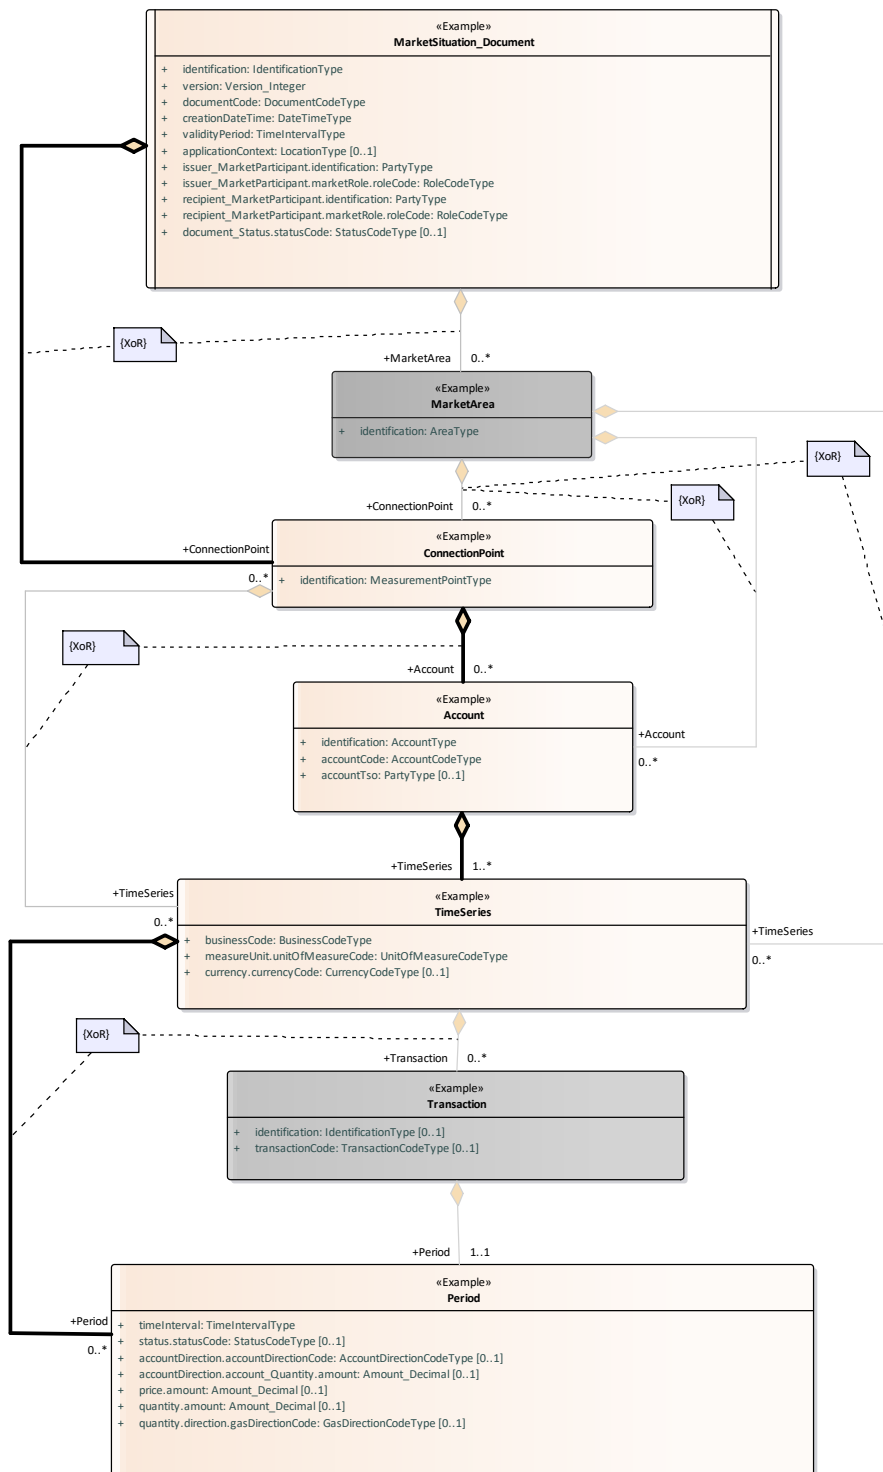 «Example»
MarketSituation_Document
+ identification: IdentificationType
+ version: Version_Integer
+ documentCode: DocumentCodeType
+ creationDateTime: DateTimeType
+ validityPeriod: TimeIntervalType
+ applicationContext: LocationType [0..1]
+ issuer_MarketParticipant.identification: PartyType
+ issuer_MarketParticipant.marketRole.roleCode: RoleCodeType
+ recipient_MarketParticipant.identification: PartyType
+ recipient_MarketParticipant.marketRole.roleCode: RoleCodeType
+ document_Status.statusCode: StatusCodeType [0..1]
{XoR}
+MarketArea 0..*
«Example»
MarketArea
+ identification: AreaType
{XoR}
{XoR}
+ConnectionPoint 0..*
«Example»
ConnectionPoint
+ConnectionPoint
0..*
+ identification: MeasurementPointType
{XoR}
+Account 0..*
«Example»
Account
+ identification: AccountType
+ accountCode: AccountCodeType
+ accountTso: PartyType [0..1]
+Account
0..*
+TimeSeries 1..*
+TimeSeries
0..*
«Example»
TimeSeries
+ businessCode: BusinessCodeType
+ measureUnit.unitOfMeasureCode: UnitOfMeasureCodeType
+ currency.currencyCode: CurrencyCodeType [0..1]
+TimeSeries
0..*
{XoR}
+Transaction 0..*
«Example»
Transaction
+ identification: IdentificationType [0..1]
+ transactionCode: TransactionCodeType [0..1]
+Period 1..1
«Example»
Period
+Period
0..*
+ timeInterval: TimeIntervalType
+ status.statusCode: StatusCodeType [0..1]
+ accountDirection.accountDirectionCode: AccountDirectionCodeType [0..1]
+ accountDirection.account_Quantity.amount: Amount_Decimal [0..1]
+ price.amount: Amount_Decimal [0..1]
+ quantity.amount: Amount_Decimal [0..1]
+ quantity.direction.gasDirectionCode: GasDirectionCodeType [0..1]